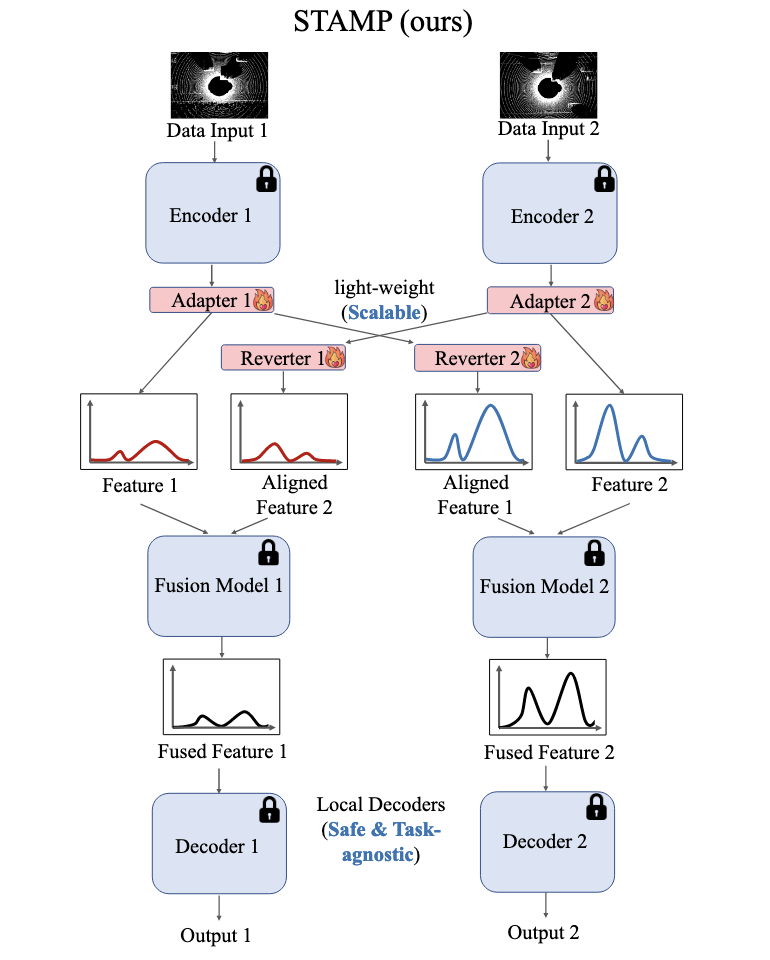 STAMP (ours)
Data Input 1
Data Input 2
Encoder 1
Encoder 2
light-weight
(Scalable)
Adapter 1
Adapter 2
Reverter 1
Reverter 2
Feature 1
Aligned
Feature 2
Aligned
Feature 1
Feature 2
Fusion Model 1
Fusion Model 2
Fused Feature 1
Fused Feature 2
Local Decoders
(Safe & Task-
agnostic)
Decoder 1
Decoder 2
Output 1
Output 2